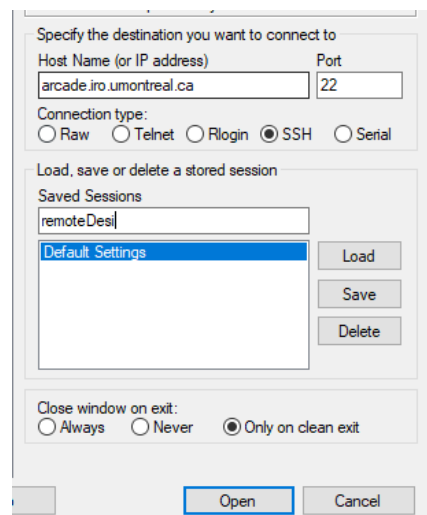 Specify the destination you want to connect to
Host Name (or IP address) Port
arcade.iro.umontreal.ca 22
Connection type:
Raw Telnet Rlogin SSH Serial
Load, save or delete a stored session
Saved Sessions
remoteDesi
Default Settings
Load
Save
Delete
Close window on exit:
Always Never Only on clean exit
Open Cancel